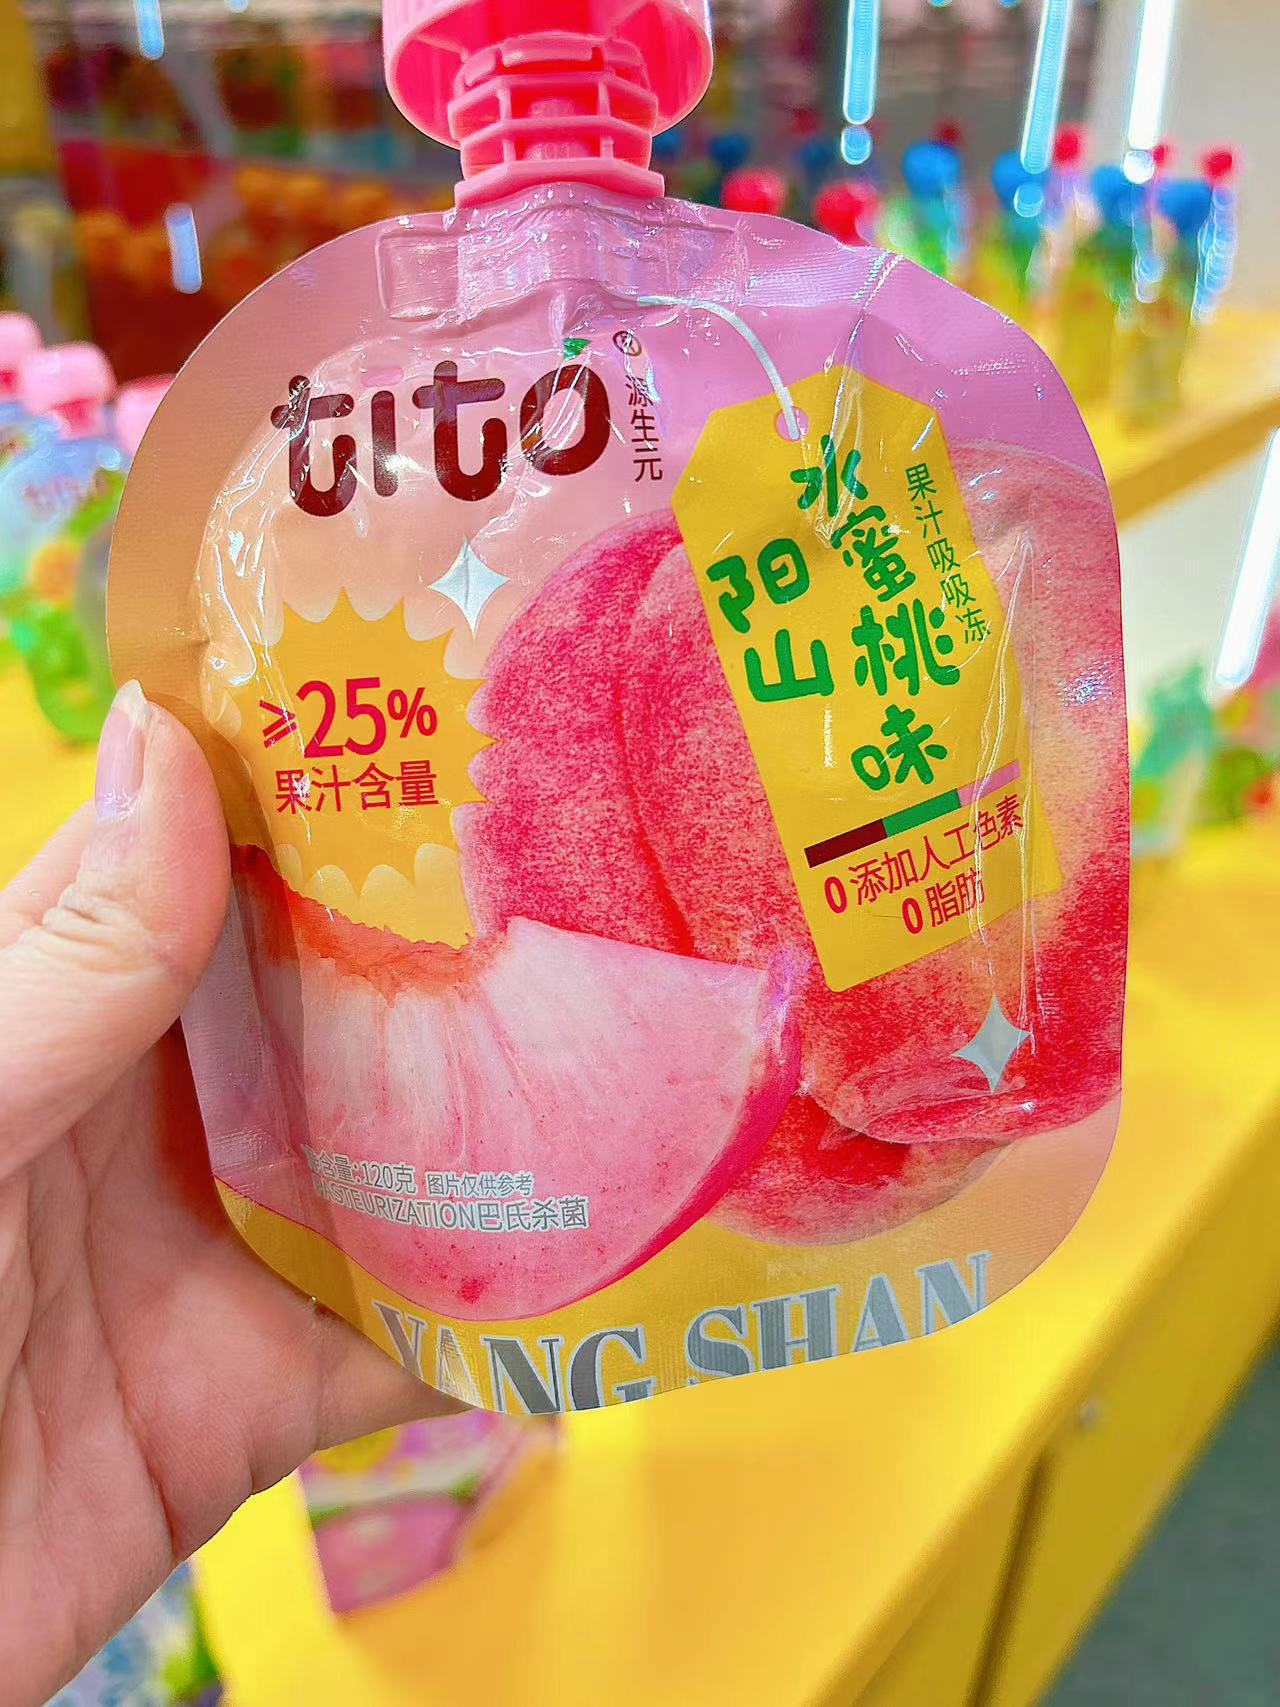 tito®
源生元
阳山
水蜜桃味
果汁吸吸冻
≥25%
果汁含量
0添加人工色素
0脂肪
含量:120克 图片仅供参考
PASTEURIZATION巴氏杀菌
YANG SHAN